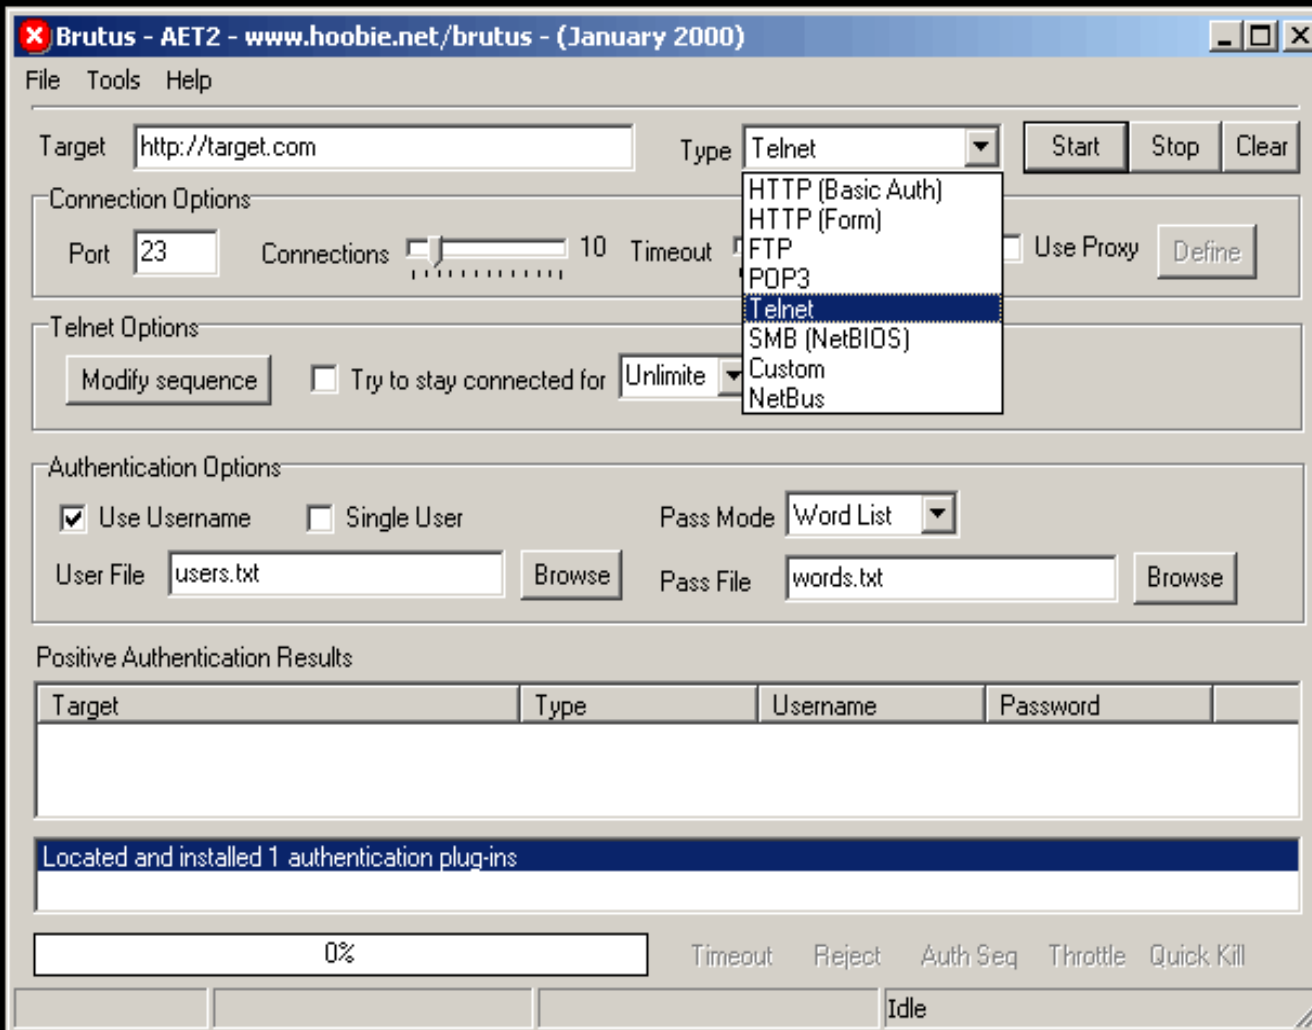 Brutus - AET2 - www.hoobie.net/brutus - (January 2000)
File Tools Help
Target http://target.com Type Telnet Start Stop Clear
HTTP (Basic Auth)
HTTP (Form)
FTP
POP3
Telnet
SMB (NetBIOS)
Custom
NetBus
Connection Options
Port 23 Connections 10 Timeout Use Proxy Define
Telnet Options
Modify sequence Try to stay connected for Unlimite
Authentication Options
Use Username Single User Pass Mode Word List
User File users.txt Browse Pass File words.txt Browse
Positive Authentication Results
Target Type Username Password
Located and installed 1 authentication plug-ins
0% Timeout Reject Auth Seq Throttle Quick Kill
Idle